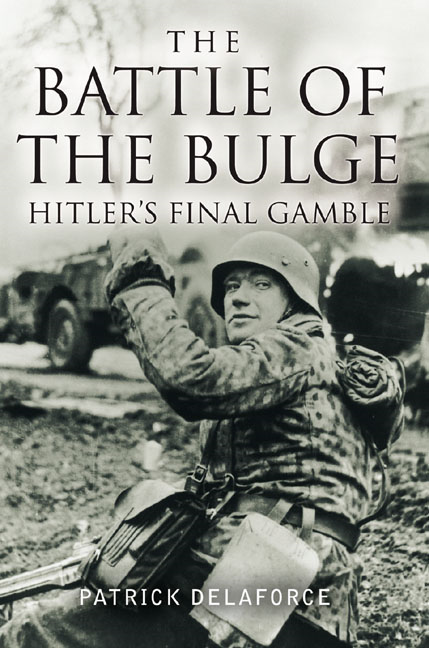 THE
BATTLE OF
THE BULGE
HITLER'S FINAL GAMBLE
PATRICK DELAFORCE